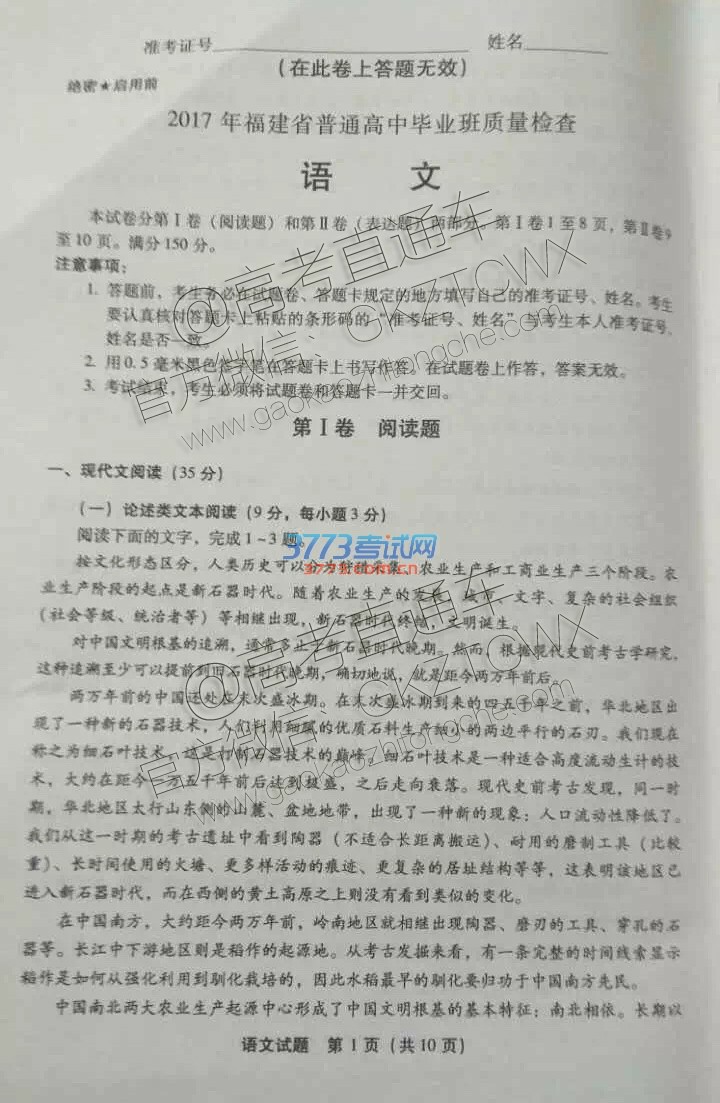 准考证号 姓名
(在此卷上答题无效)
绝密★启用前
2017年福建省普通高中毕业班质量检查
语 文
本试卷分第Ⅰ卷(阅读题)和第Ⅱ卷(表达题)两部分。第Ⅰ卷1至8页,第Ⅱ卷9
至10页。满分150分。
注意事项:
1. 答题前,考生务必在试题卷、答题卡规定的地方填写自己的准考证号、姓名。考生
要认真核对答题卡上粘贴的条形码的“准考证号、姓名”与考生本人准考证号、
姓名是否一致。
2. 用0.5毫米黑色签字笔在答题卡上书写作答。在试题卷上作答,答案无效。
3. 考试结束,考生必须将试题卷和答题卡一并交回。
第Ⅰ卷 阅读题
一、现代文阅读(35分)
(一)论述类文本阅读(9分,每小题3分)
阅读下面的文字,完成1~3题。
按文化形态区分,人类历史可以分为狩猎采集、农业生产和工商业生产三个阶段。农
业生产阶段的起点是新石器时代。随着农业生产的发展,城市、文字、复杂的社会组织
(社会等级、统治者等)等相继出现,新石器时代终结,文明诞生。
对中国文明根基的追溯,通常多止于新石器时代晚期。然而,根据现代史前考古学研究,
这种追溯至少可以提前到旧石器时代晚期,确切地说,就是距今两万年前后。
两万年前的中国还处在末次盛冰期。在末次盛冰期到来的四五千年之前,华北地区出
现了一种新的石器技术,人们利用细腻的优质石料生产细小的两边平行的石刃。我们现在
称之为细石叶技术,这是打制石器技术的巅峰。细石叶技术是一种适合高度流动生计的技
术,大约在距今一万五千年前后达到极盛,之后走向衰落。现代史前考古发现,同一时
期,华北地区太行山东侧的山麓、盆地地带,出现了一种新的现象:人口流动性降低了。
我们从这一时期的考古遗址中看到陶器(不适合长距离搬运)、耐用的磨制工具(比较
重)、长时间使用的火塘、更多样活动的痕迹、更复杂的居址结构等等,这表明该地区已
进入新石器时代,而在西侧的黄土高原之上则没有看到类似的变化。
在中国南方,大约距今两万年前,岭南地区就相继出现陶器、磨刃的工具、穿孔的石
器等。长江中下游地区则是稻作的起源地。从考古发掘来看,有一条完整的时间线索显示
稻作是如何从强化利用到驯化栽培的,因此水稻最早的驯化要归功于中国南方先民。
中国南北两大农业生产起源中心形成了中国文明根基的基本特征:南北相依。长期以
语文试题 第1页(共10页)
@高考直通车
官方微信:GKZTCWX
www.gaokaozhitongche.com
3773考试网
3773.com.cn
@高考直通车
官方微信:GKZTCWX
www.gaokaozhitongche.com